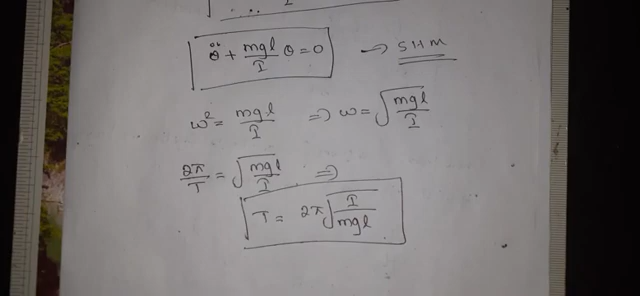 ... I
θ̈ + mgl/I θ = 0 → SHM
ω² = mgl/I ⇒ ω = √(mgl/I)
2π/T = √(mgl/I) ⇒
T = 2π√(I/mgl)